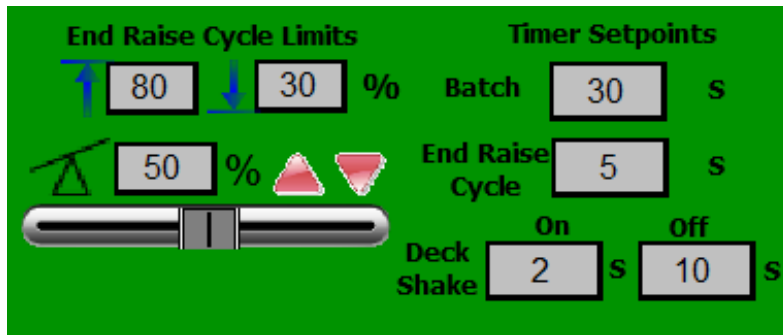 End Raise Cycle Limits
80 30 %
50 %
Timer Setpoints
Batch 30 s
End Raise
Cycle 5 s
On Off
Deck
Shake 2 s 10 s